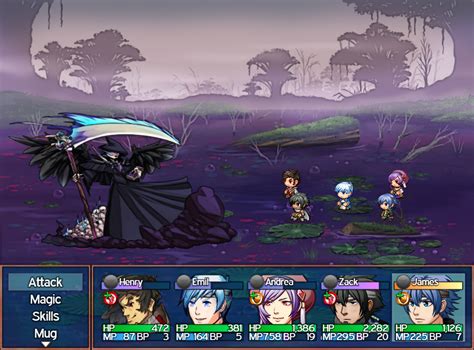 Attack
Magic
Skills
Mug
Henry
HP 472
MP 87 BP 3
Emil
HP 381
MP 164 BP 5
Andrea
HP 1,386
MP 758 BP 19
Zack
HP 2,282
MP 295 BP 20
James
HP 1,126
MP 185 BP 7